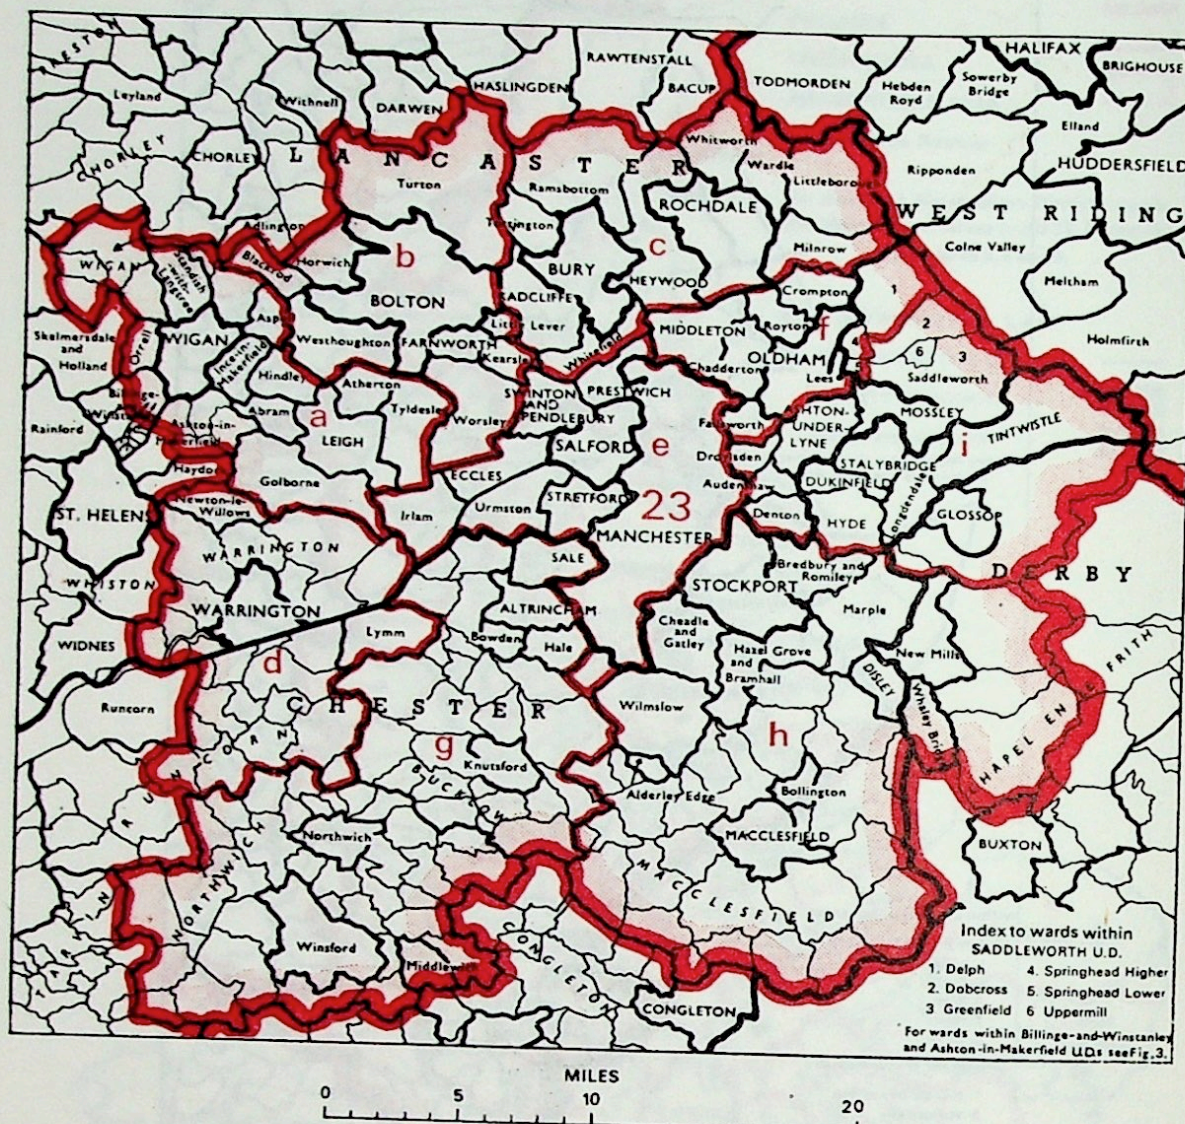 PRESTON
Leyland
Withnell
DARWEN
HASLINGDEN
RAWTENSTALL
BACUP
TODMORDEN
Hebden
Royd
Sowerby
Bridge
HALIFAX
BRIGHOUSE
Elland
CHORLEY
CHORLEY
LANCASTER
Turton
Ramsbottom
Whitworth
Wardle
Littleborough
Ripponden
HUDDERSFIELD
WEST RIDING
ROCHDALE
Tottington
Adlington
Blackrod
Horwich
b
c
Milnrow
Colne Valley
Meltham
WIGAN
Standish
-with-
Langtree
BURY
HEYWOOD
BOLTON
RADCLIFFE
Crompton
1
2
3
4
6
Holmfirth
Skelmersdale
and
Holland
Orrell
WIGAN
Aspull
Ince-in-
Makerfield
Hindley
Westhoughton
FARNWORTH
Little Lever
Kearsley
Whitefield
MIDDLETON
Royton
f
OLDHAM
Chadderton
Lees
Saddleworth
Atherton
Abram
a
LEIGH
Tyldesley
Worsley
SWINTON
AND
PENDLEBURY
PRESTWICH
Failsworth
ASHTON-
UNDER-
LYNE
MOSSLEY
TINTWISTLE
Rainford
Ashton-in-
Makerfield
SALFORD
e
Droylsden
STALYBRIDGE
DUKINFIELD
i
Haydock
Golborne
ECCLES
STRETFORD
Audenshaw
Longdendale
GLOSSOP
Newton-le-
Willows
Irlam
Urmston
23
MANCHESTER
Denton
HYDE
ST. HELENS
WARRINGTON
SALE
STOCKPORT
Bredbury and
Romiley
DERBY
WHISTON
WARRINGTON
ALTRINCHAM
Marple
WIDNES
Lymm
Bowden
Hale
Cheadle
and
Gatley
Hazel Grove
and
Bramhall
New Mills
d
DISLEY
Whaley Bridge
CHAPEL EN LE FRITH
Runcorn
CHESTER
Wilmslow
h
RUNCORN
g
Knutsford
BUCKLOW
Alderley Edge
Bollington
Northwich
MACCLESFIELD
BUXTON
NORTHWICH
MACCLESFIELD
TARVIN
Winsford
Middlewich
CONGLETON
CONGLETON
Index to wards within
SADDLEWORTH U.D.
1. Delph 4. Springhead Higher
2. Dobcross 5. Springhead Lower
3 Greenfield 6 Uppermill
For wards within Billinge-and-Winstanley
and Ashton-in-Makerfield U.Ds see Fig.3.
MILES
0 5 10 20